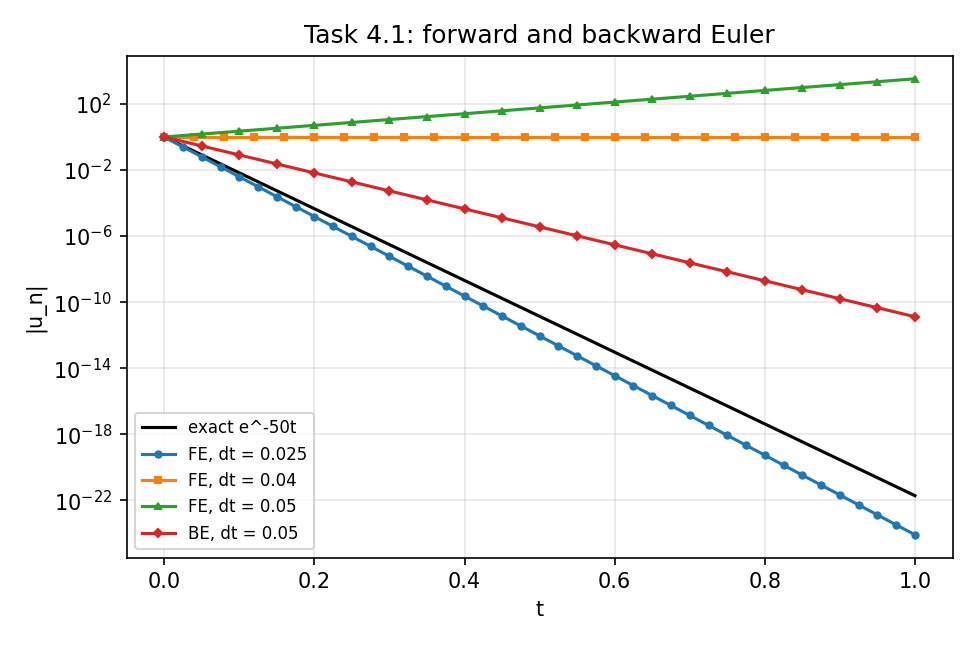 Task 4.1: forward and backward Euler
|u_n|
10²
10⁻²
10⁻⁶
10⁻¹⁰
10⁻¹⁴
10⁻¹⁸
10⁻²²
exact e^-50t
FE, dt = 0.025
FE, dt = 0.04
FE, dt = 0.05
BE, dt = 0.05
0.0 0.2 0.4 0.6 0.8 1.0
t